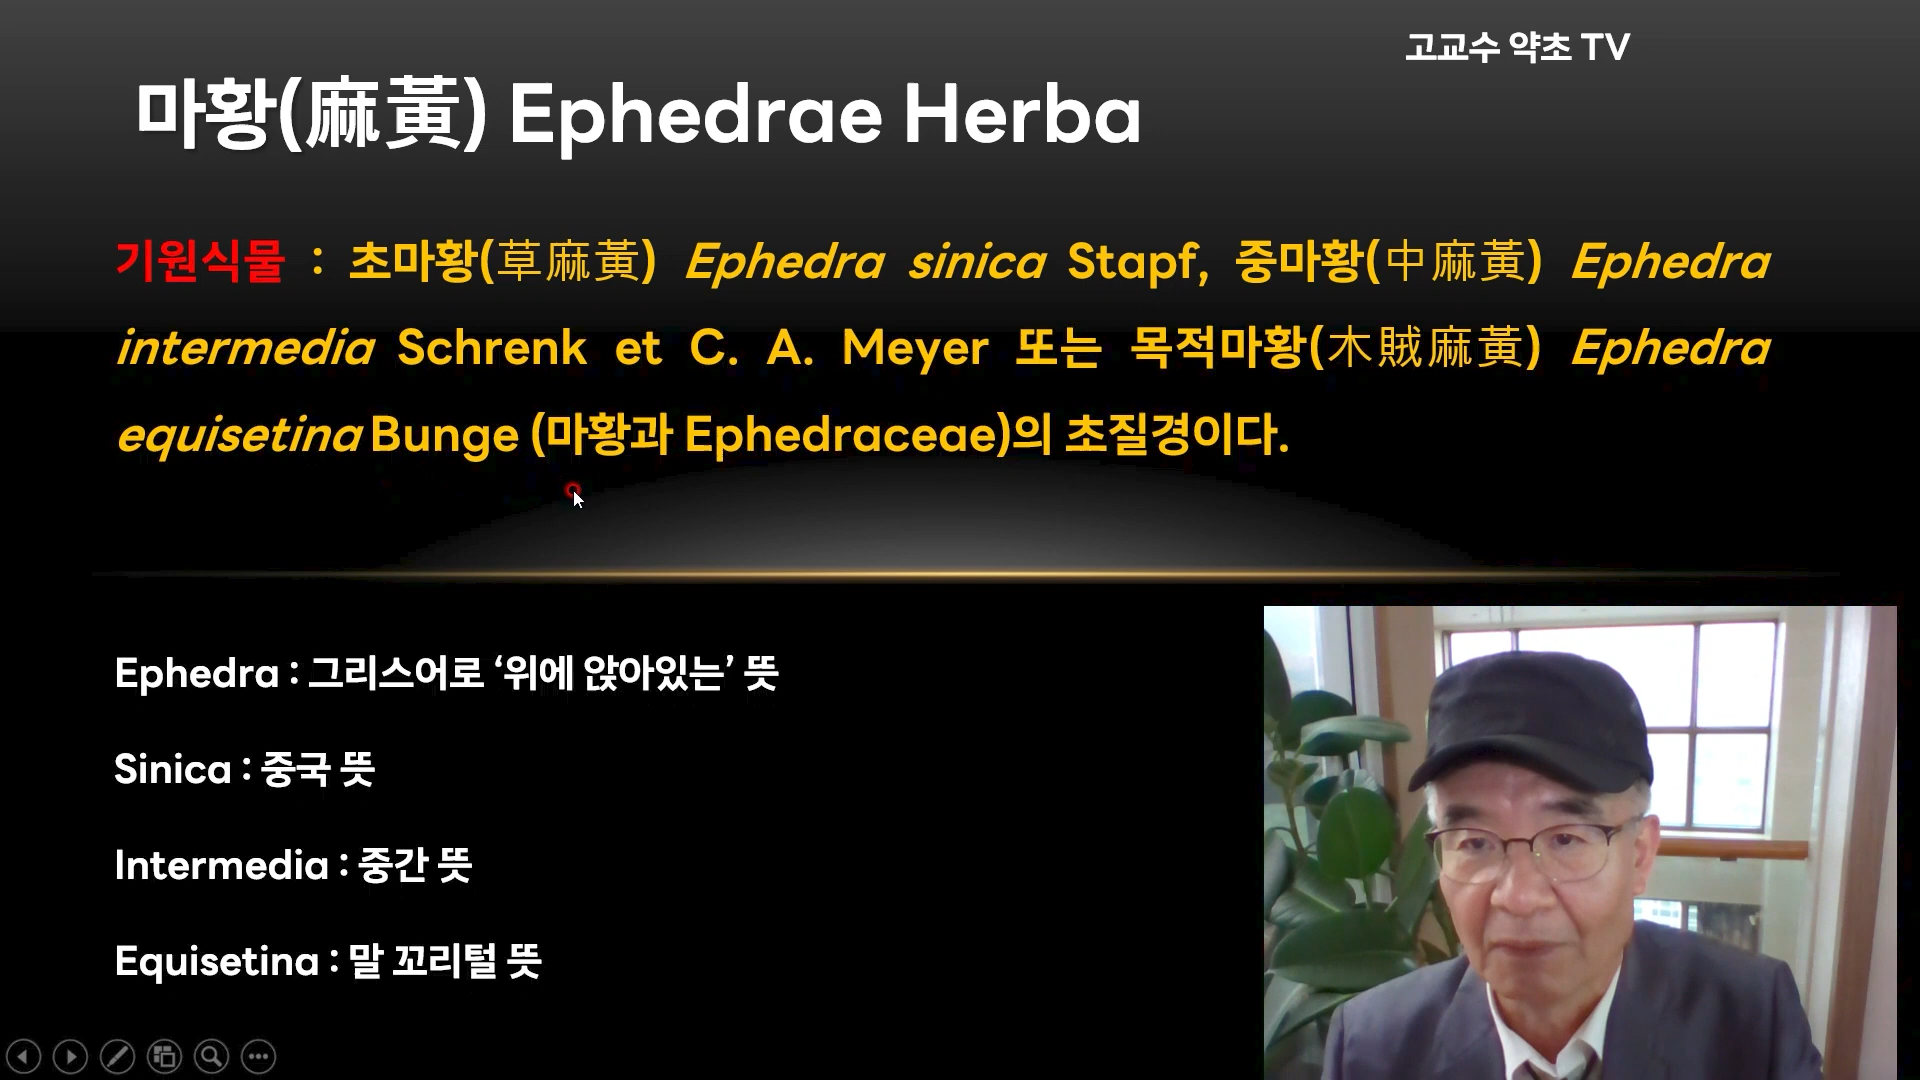 고교수 약초 TV
마황(麻黃) Ephedrae Herba
기원식물 : 초마황(草麻黃) Ephedra sinica Stapf, 중마황(中麻黃) Ephedra
intermedia Schrenk et C. A. Meyer 또는 목적마황(木賊麻黃) Ephedra
equisetina Bunge (마황과 Ephedraceae)의 초질경이다.
Ephedra : 그리스어로 ‘위에 앉아있는’ 뜻
Sinica : 중국 뜻
Intermedia : 중간 뜻
Equisetina : 말 꼬리털 뜻